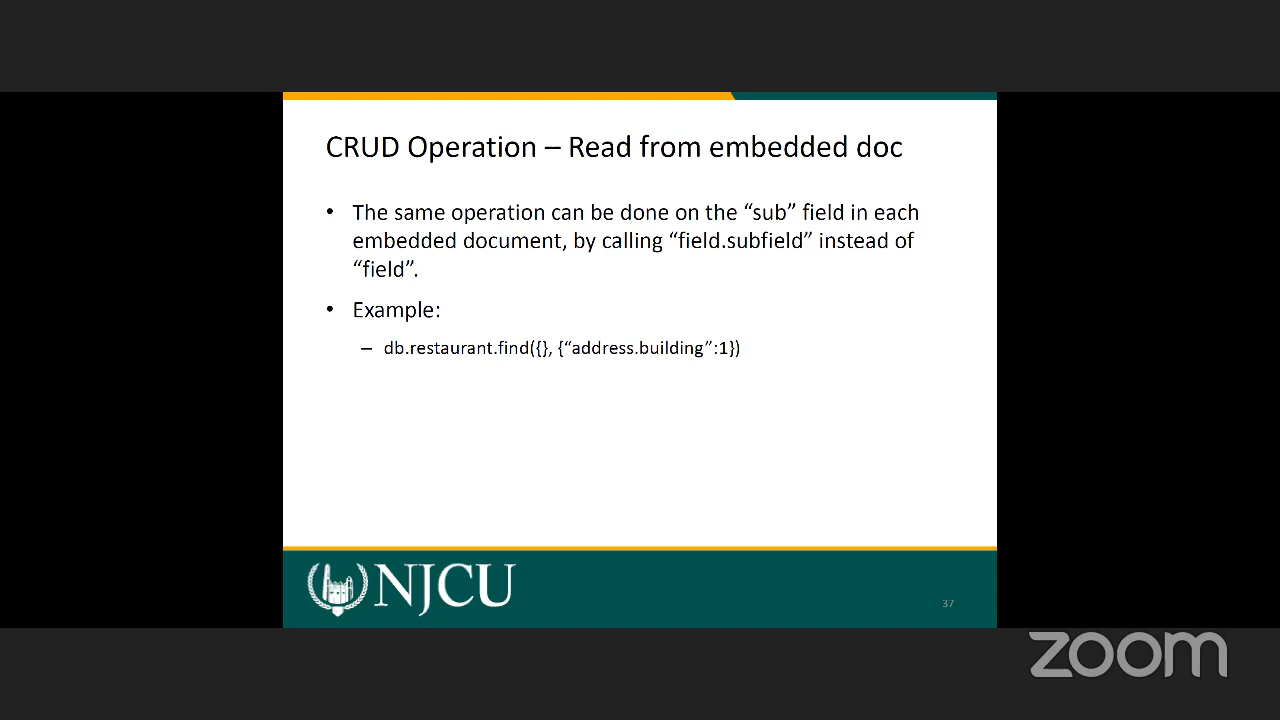 CRUD Operation – Read from embedded doc
• The same operation can be done on the “sub” field in each
embedded document, by calling “field.subfield” instead of
“field”.
• Example:
– db.restaurant.find({}, {“address.building”:1})
NJCU
37
zoom